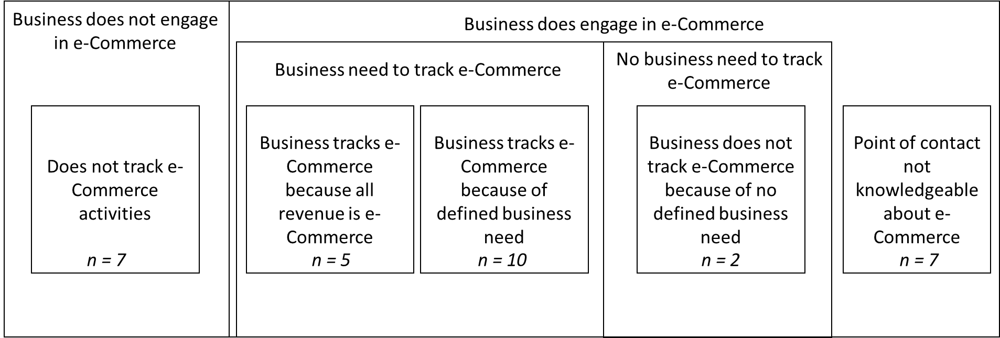 Business does not engage
in e-Commerce
Does not track e-
Commerce
activities
n = 7
Business does engage in e-Commerce
Business need to track e-Commerce
Business tracks e-
Commerce
because all
revenue is e-
Commerce
n = 5
Business tracks e-
Commerce
because of
defined business
need
n = 10
No business need to track
e-Commerce
Business does not
track e-Commerce
because of no
defined business
need
n = 2
Point of contact
not
knowledgeable
about e-
Commerce
n = 7